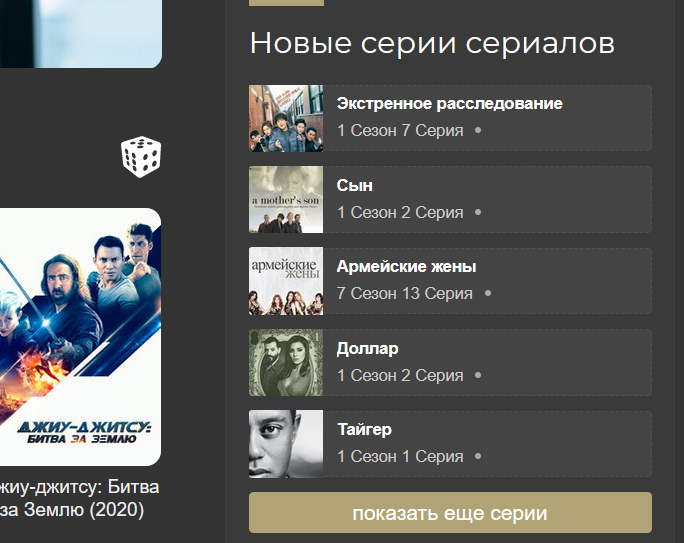 Новые серии сериалов
Экстренное расследование
1 Сезон 7 Серия
a mother's son
Сын
1 Сезон 2 Серия
армейские
жены
Армейские жены
7 Сезон 13 Серия
Доллар
1 Сезон 2 Серия
Тайгер
1 Сезон 1 Серия
показать еще серии
ДЖИУ-ДЖИТСУ:
БИТВА ЗА ЗЕМЛЮ
жиу-джитсу: Битва
за Землю (2020)